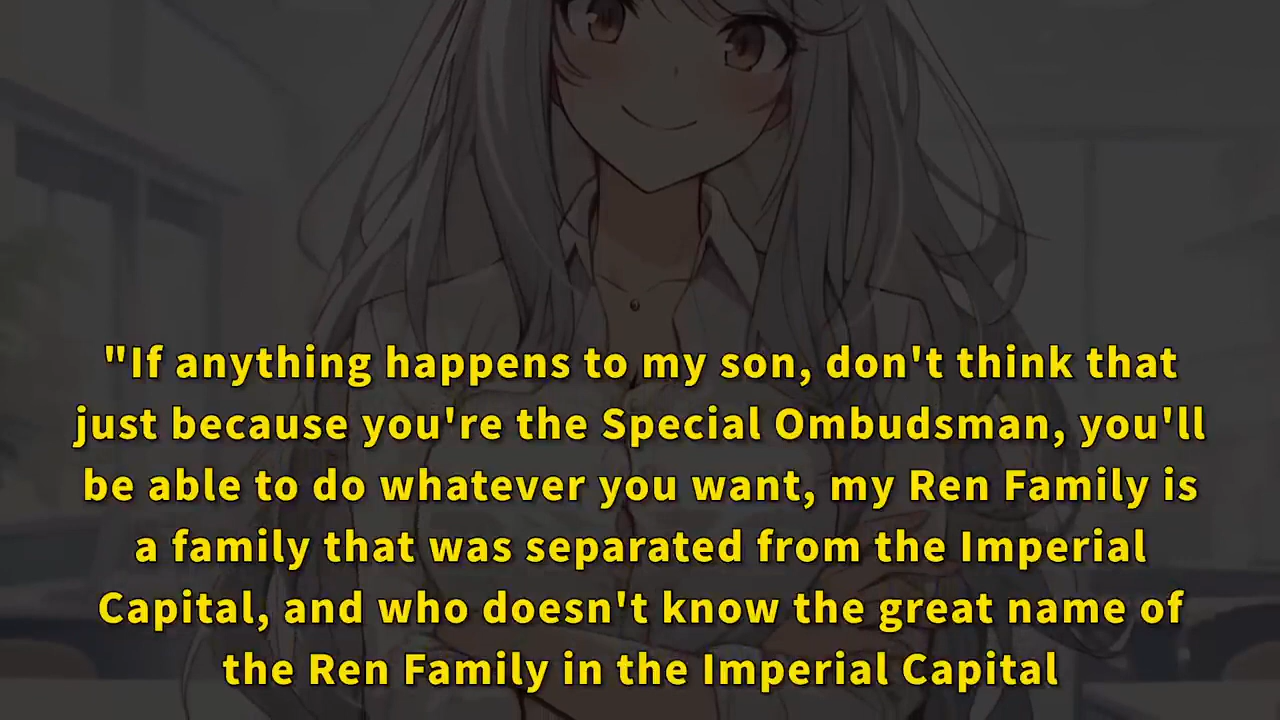 "If anything happens to my son, don't think that
just because you're the Special Ombudsman, you'll
be able to do whatever you want, my Ren Family is
a family that was separated from the Imperial
Capital, and who doesn't know the great name of
the Ren Family in the Imperial Capital